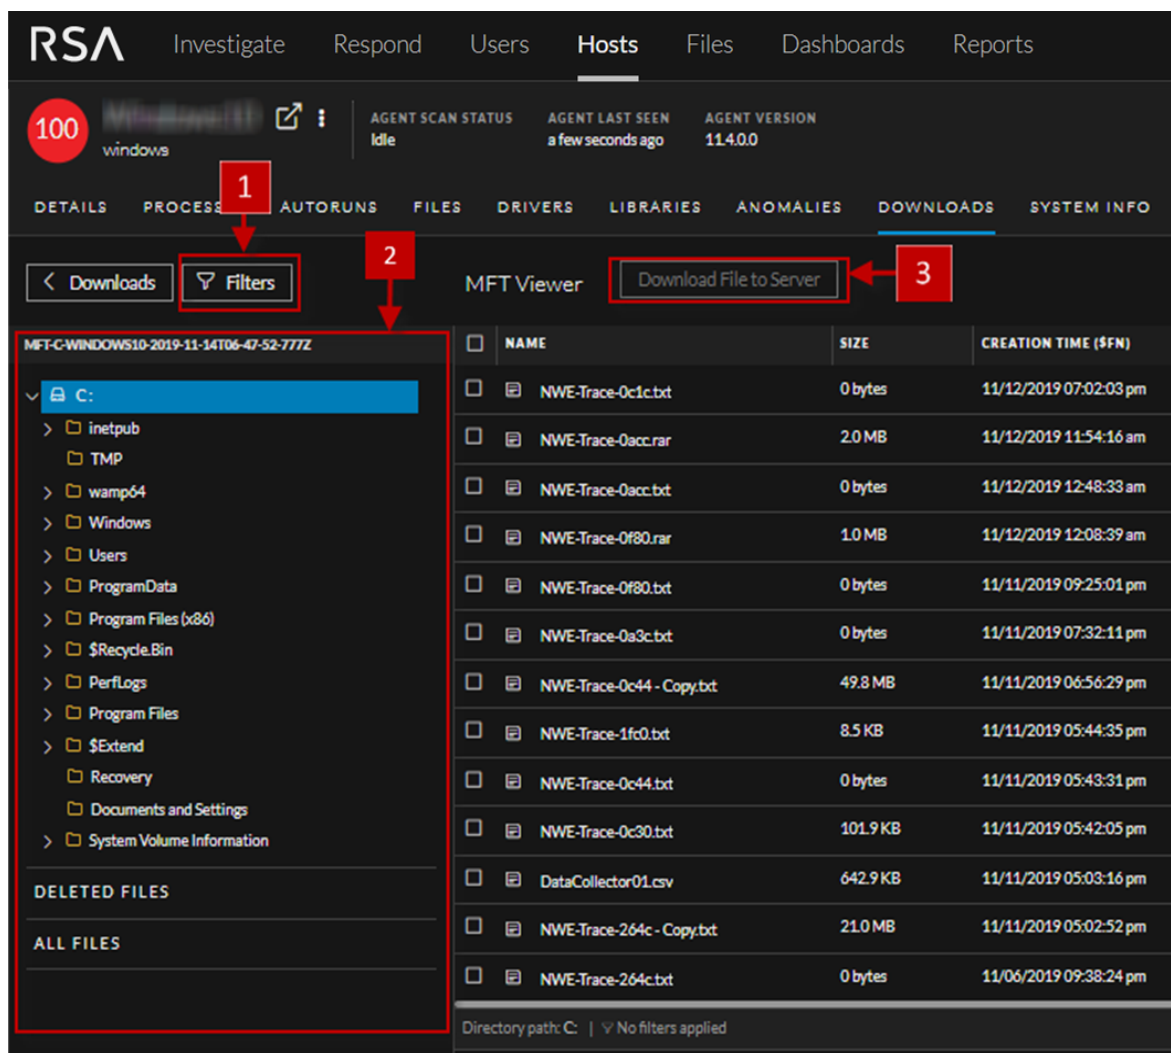 RSA Investigate Respond Users Hosts Files Dashboards Reports
100
windows
AGENT SCAN STATUS
Idle
AGENT LAST SEEN
a few seconds ago
AGENT VERSION
11.4.0.0
1
DETAILS AUTORUNS FILES DRIVERS LIBRARIES ANOMALIES DOWNLOADS SYSTEM INFO
2
Downloads Filters MFT Viewer Download File to Server 3
MFT-C-WINDOWS10-2019-11-14T06-47-52-777Z
C:
inetpub
TMP
wamp64
Windows
Users
ProgramData
Program Files (x86)
$Recycle.Bin
PerfLogs
Program Files
$Extend
Recovery
Documents and Settings
System Volume Information
DELETED FILES
ALL FILES
NAME SIZE CREATION TIME ($FN)
NWE-Trace-0c1c.txt 0 bytes 11/12/2019 07:02:03 pm
NWE-Trace-0acc.rar 2.0 MB 11/12/2019 11:54:16 am
NWE-Trace-0acc.txt 0 bytes 11/12/2019 12:48:33 am
NWE-Trace-0f80.rar 1.0 MB 11/12/2019 12:08:39 am
NWE-Trace-0f80.txt 0 bytes 11/11/2019 09:25:01 pm
NWE-Trace-0a3c.txt 0 bytes 11/11/2019 07:32:11 pm
NWE-Trace-0c44 - Copy.txt 49.8 MB 11/11/2019 06:56:29 pm
NWE-Trace-1fc0.txt 8.5 KB 11/11/2019 05:44:35 pm
NWE-Trace-0c44.txt 0 bytes 11/11/2019 05:43:31 pm
NWE-Trace-0c30.txt 101.9 KB 11/11/2019 05:42:05 pm
DataCollector01.csv 642.9 KB 11/11/2019 05:03:16 pm
NWE-Trace-264c - Copy.txt 21.0 MB 11/11/2019 05:02:52 pm
NWE-Trace-264c.txt 0 bytes 11/06/2019 09:38:24 pm
Directory path: C: | No filters applied